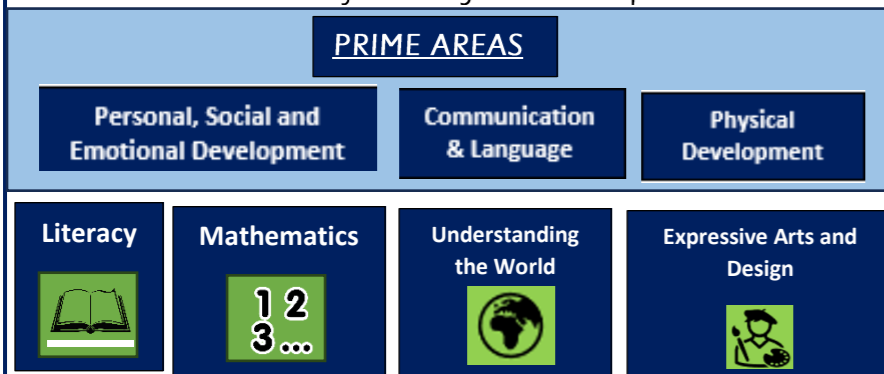 PRIME AREAS
Personal, Social and
Emotional Development
Communication
& Language
Physical
Development
Literacy
Mathematics
Understanding
the World
Expressive Arts and
Design
1 2
3 ...